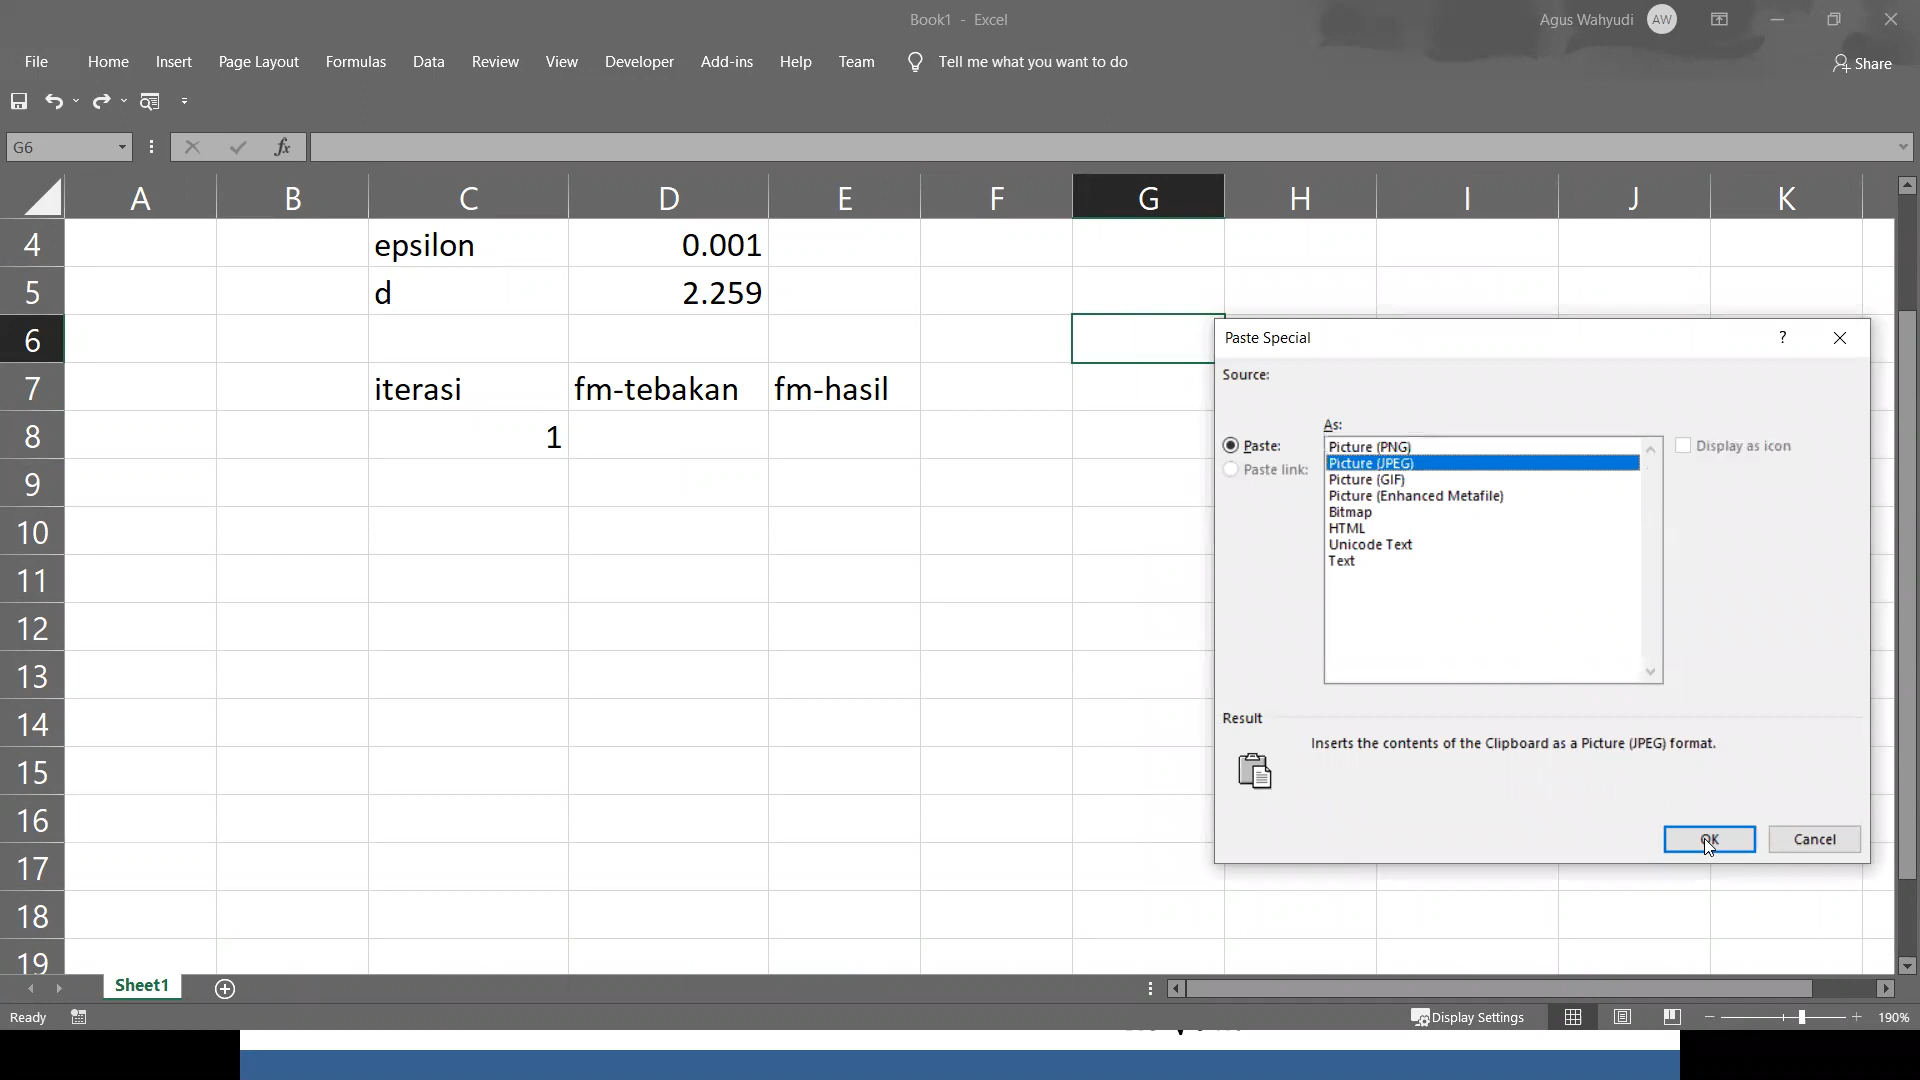 Book1 - Excel
Agus Wahyudi AW
File Home Insert Page Layout Formulas Data Review View Developer Add-ins Help Team Tell me what you want to do Share
G6 fx
A B C D E F G H I J K
4 epsilon 0.001
5 d 2.259
6
7 iterasi fm-tebakan fm-hasil
8 1
9
10
11
12
13
14
15
16
17
18
19
Paste Special ?
Source:
As:
Paste:
Paste link:
Picture (PNG)
Picture (JPEG)
Picture (GIF)
Picture (Enhanced Metafile)
Bitmap
HTML
Unicode Text
Text
Display as icon
Result
Inserts the contents of the Clipboard as a Picture (JPEG) format.
OK Cancel
Sheet1
Ready Display Settings 190%